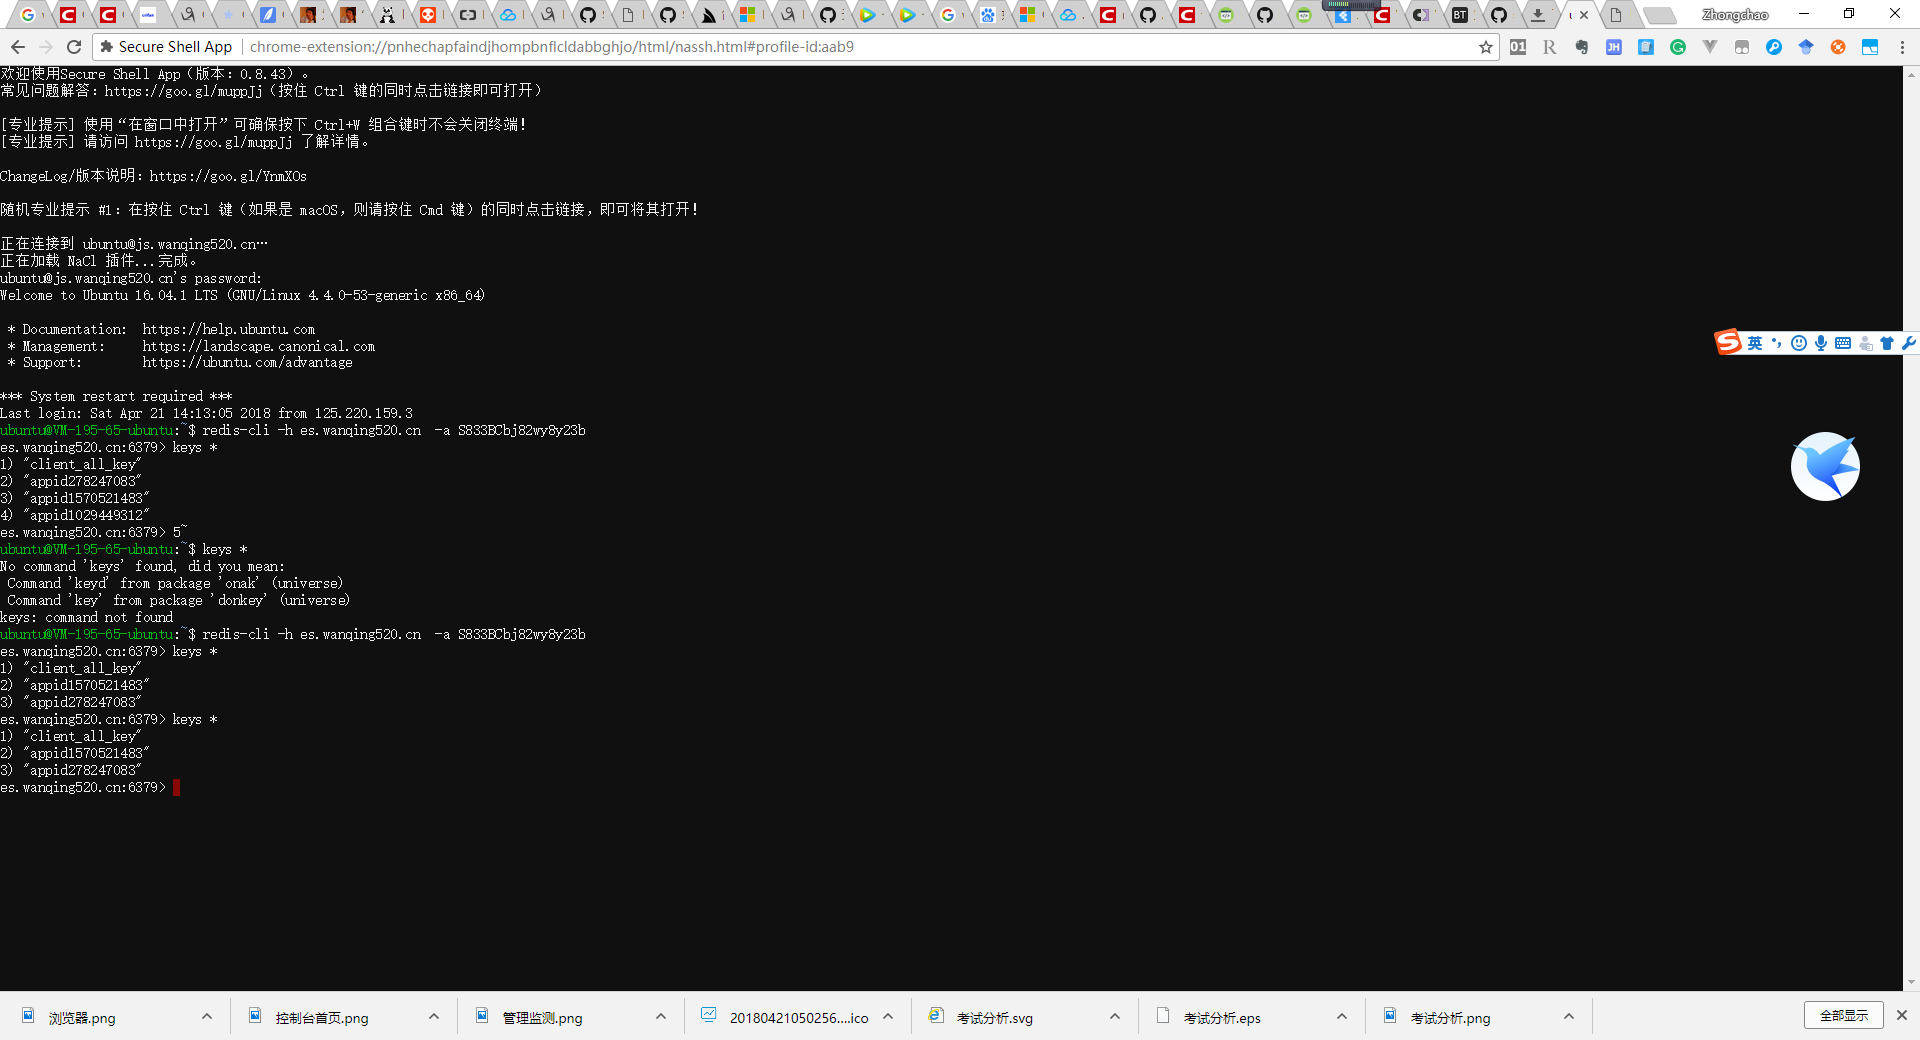 Zhongchao
Secure Shell App | chrome-extension://pnhechapfaindjhompbnflcldabbghjo/html/nassh.html#profile-id:aab9
欢迎使用Secure Shell App（版本：0.8.43）。
常见问题解答：https://goo.gl/muppJj（按住 Ctrl 键的同时点击链接即可打开）
[专业提示] 使用“在窗口中打开”可确保按下 Ctrl+W 组合键时不会关闭终端！
[专业提示] 请访问 https://goo.gl/muppJj 了解详情。
ChangeLog/版本说明：https://goo.gl/YnmXOs
随机专业提示 #1：在按住 Ctrl 键（如果是 macOS，则请按住 Cmd 键）的同时点击链接，即可将其打开！
正在连接到 ubuntu@js.wanqing520.cn…
正在加载 NaCl 插件...完成。
ubuntu@js.wanqing520.cn's password:
Welcome to Ubuntu 16.04.1 LTS (GNU/Linux 4.4.0-53-generic x86_64)
* Documentation: https://help.ubuntu.com
* Management: https://landscape.canonical.com
* Support: https://ubuntu.com/advantage
*** System restart required ***
Last login: Sat Apr 21 14:13:05 2018 from 125.220.159.3
ubuntu@VM-195-65-ubuntu:~$ redis-cli -h es.wanqing520.cn -a S833BCbj82wy8y23b
es.wanqing520.cn:6379> keys *
1) "client_all_key"
2) "appid278247083"
3) "appid1570521483"
4) "appid1029449312"
es.wanqing520.cn:6379> 5~
ubuntu@VM-195-65-ubuntu:~$ keys *
No command 'keys' found, did you mean:
Command 'keyd' from package 'onak' (universe)
Command 'key' from package 'donkey' (universe)
keys: command not found
ubuntu@VM-195-65-ubuntu:~$ redis-cli -h es.wanqing520.cn -a S833BCbj82wy8y23b
es.wanqing520.cn:6379> keys *
1) "client_all_key"
2) "appid1570521483"
3) "appid278247083"
es.wanqing520.cn:6379> keys *
1) "client_all_key"
2) "appid1570521483"
3) "appid278247083"
es.wanqing520.cn:6379>
英
浏览器.png
控制台首页.png
管理监测.png
20180421050256....ico
考试分析.svg
考试分析.eps
考试分析.png
全部显示